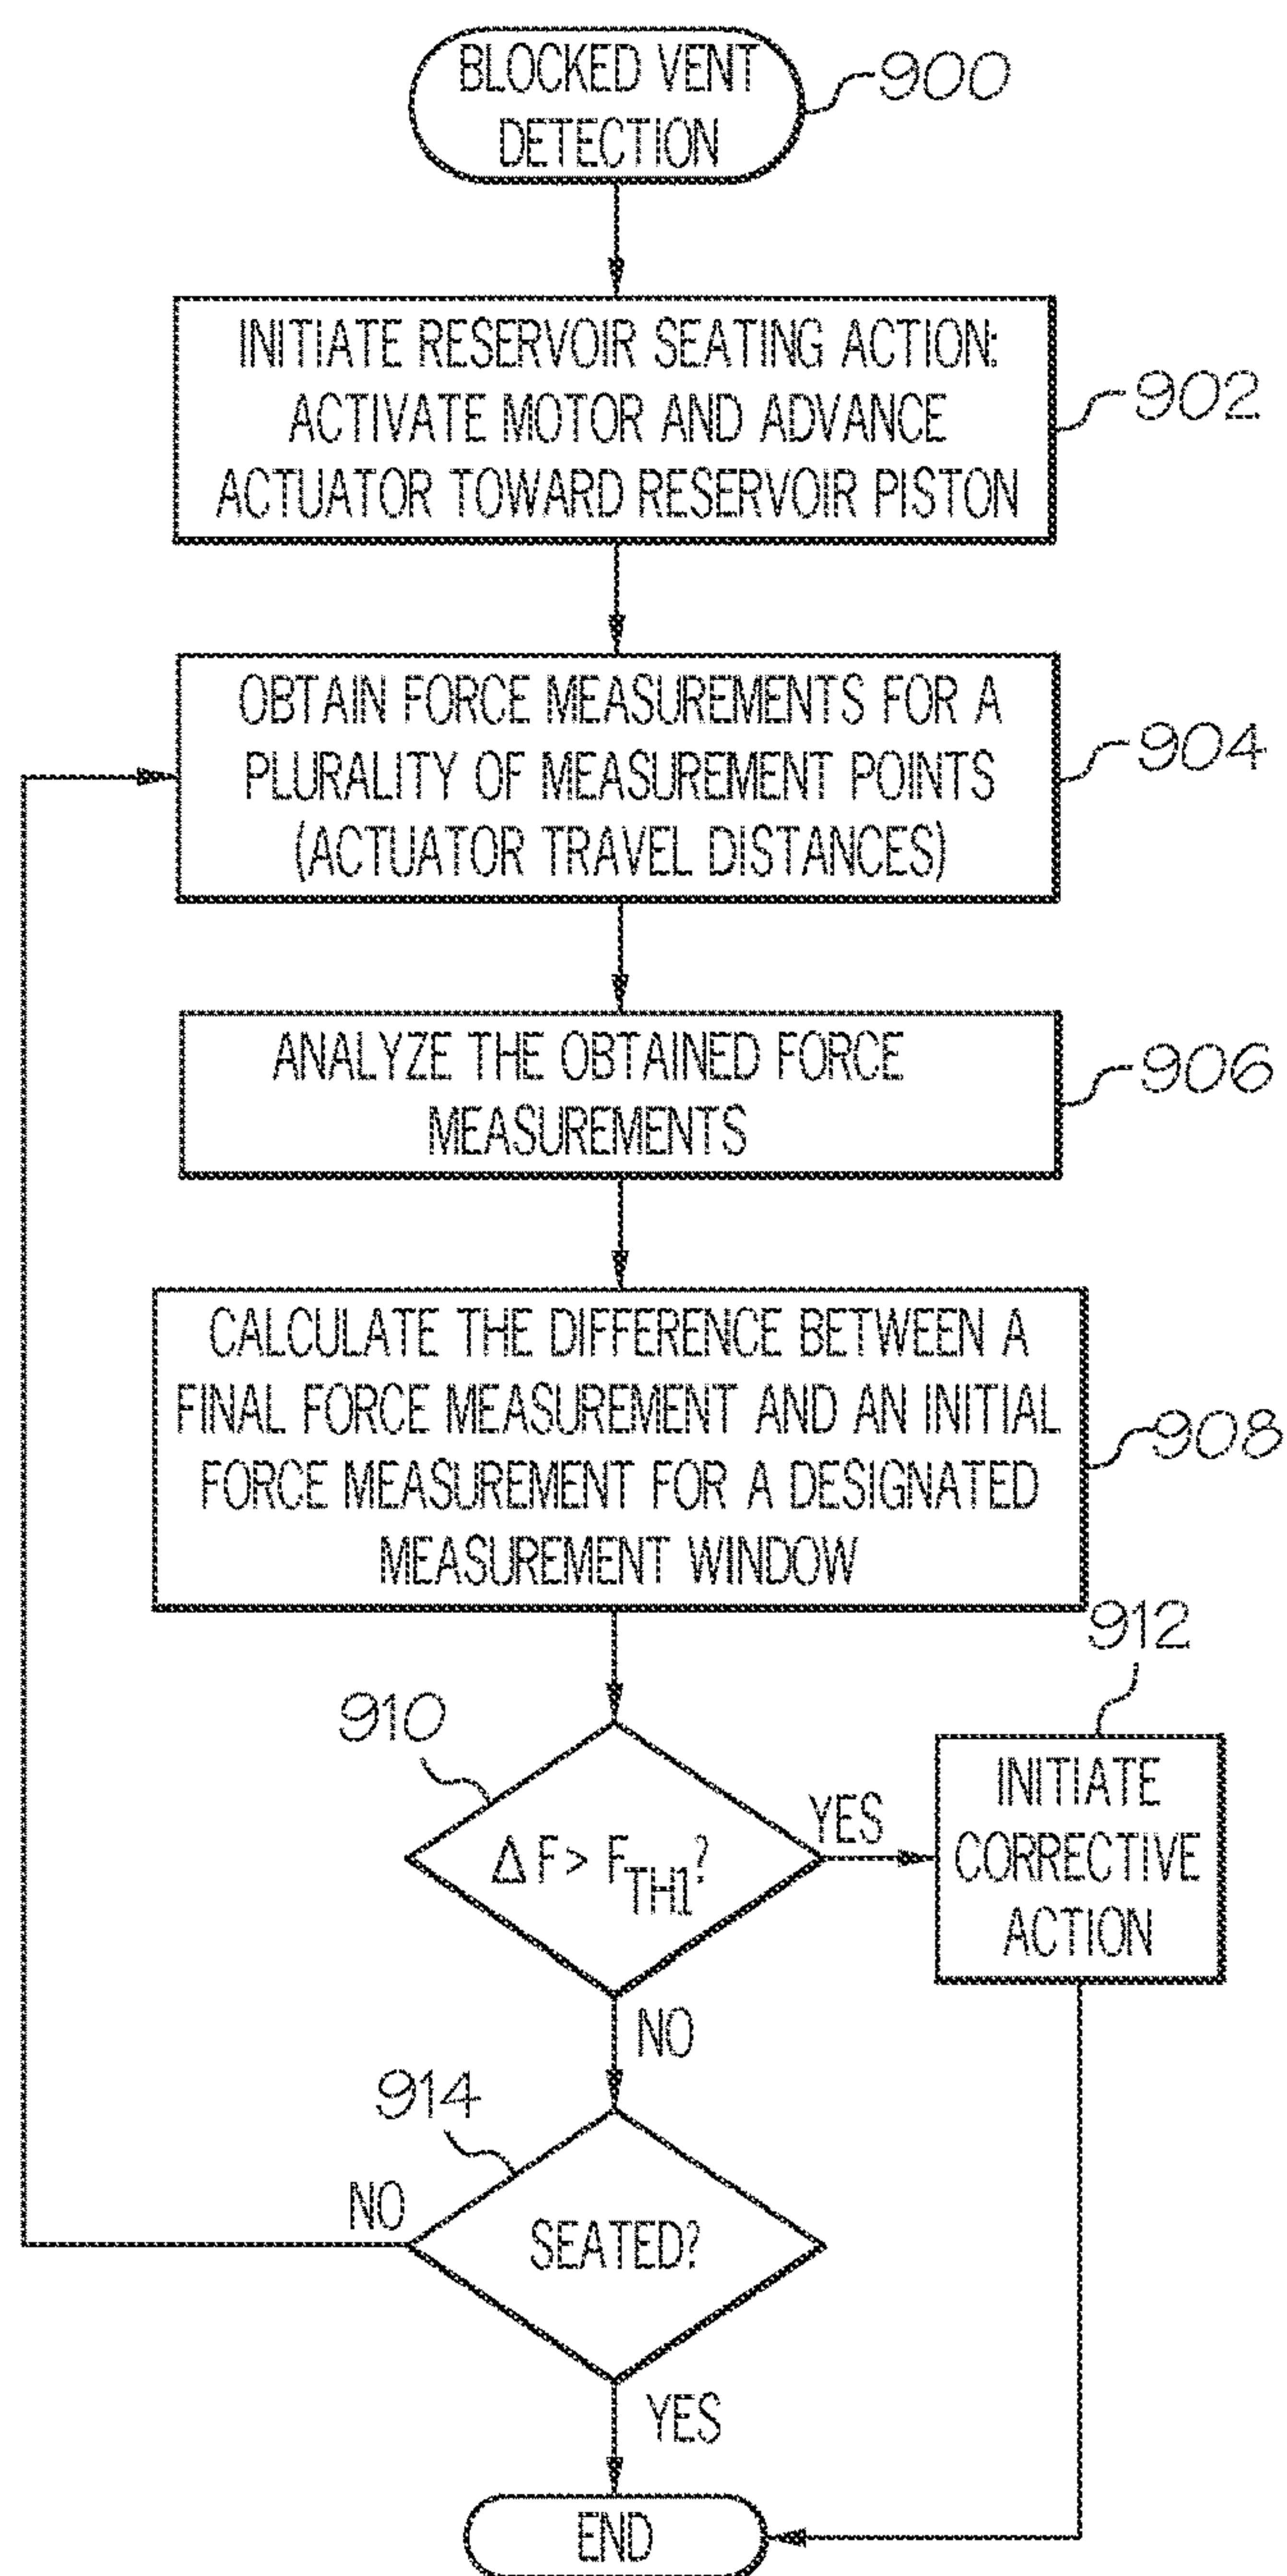 BLOCKED VENT
DETECTION
900
INITIATE RESERVOIR SEATING ACTION:
ACTIVATE MOTOR AND ADVANCE
ACTUATOR TOWARD RESERVOIR PISTON
902
OBTAIN FORCE MEASUREMENTS FOR A
PLURALITY OF MEASUREMENT POINTS
(ACTUATOR TRAVEL DISTANCES)
904
ANALYZE THE OBTAINED FORCE
MEASUREMENTS
906
CALCULATE THE DIFFERENCE BETWEEN A
FINAL FORCE MEASUREMENT AND AN INITIAL
FORCE MEASUREMENT FOR A DESIGNATED
MEASUREMENT WINDOW
908
910
Δ F > F_TH1?
YES
912
INITIATE
CORRECTIVE
ACTION
NO
914
SEATED?
NO
YES
END